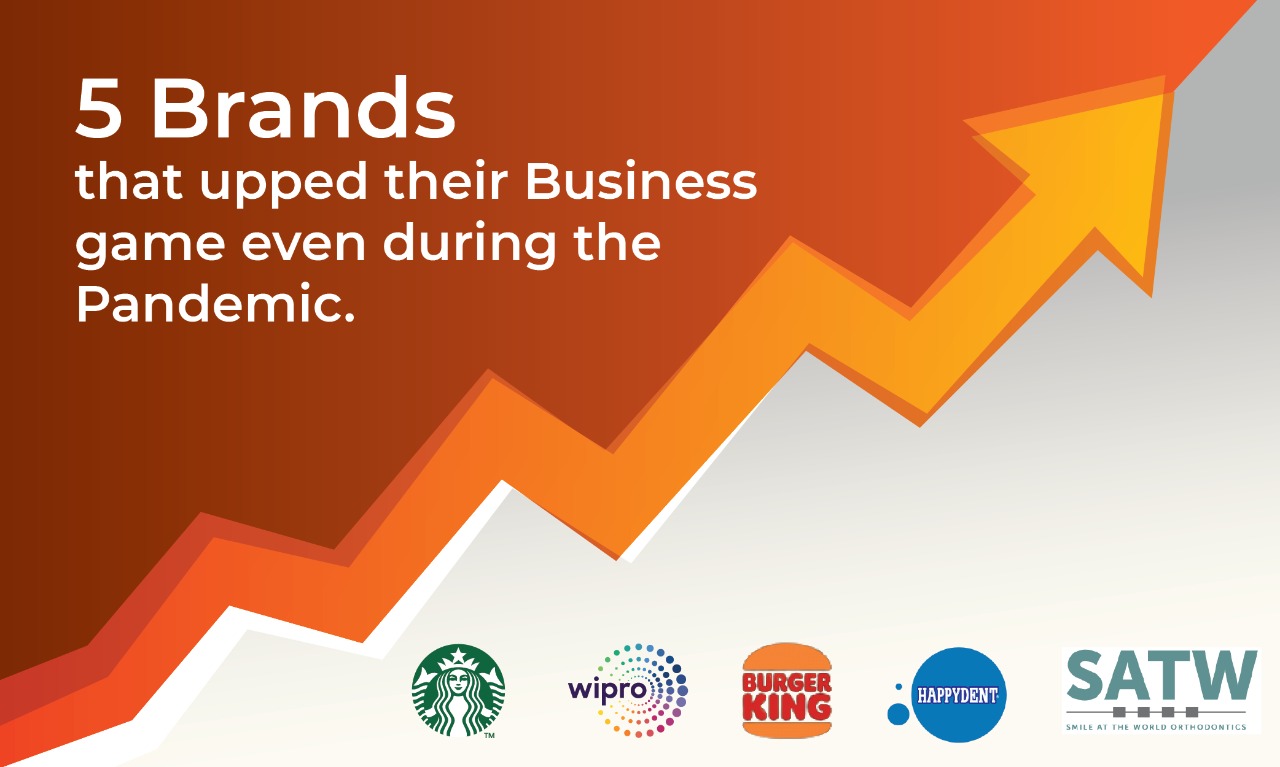 5 Brands
that upped their Business
game even during the
Pandemic.
TM
wipro
BURGER
KING
HAPPYDENT
SATW
SMILE AT THE WORLD ORTHODONTICS